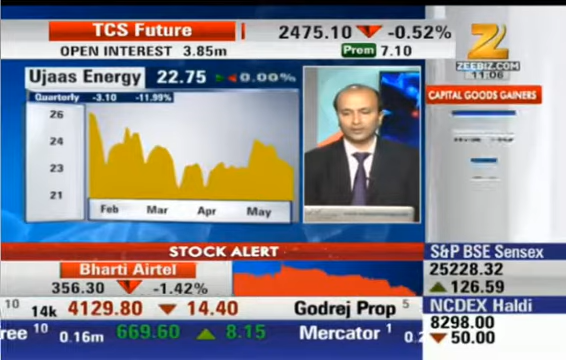 TCS Future 2475.10 -0.52%
OPEN INTEREST 3.85m Prem 7.10
ZEEBIZ.COM
11:06
Ujaas Energy 22.75 0.00%
Quarterly -3.10 -11.99%
26
24
23
21
Feb Mar Apr May
CAPITAL GOODS GAINERS
STOCK ALERT
Bharti Airtel
356.30 -1.42%
S&P BSE Sensex
25228.32
126.59
10 14k 4129.80 14.40 Godrej Prop 5
NCDEX Haldi
8298.00
50.00
ree 10 0.16m 669.60 8.15 Mercator 1 0.2